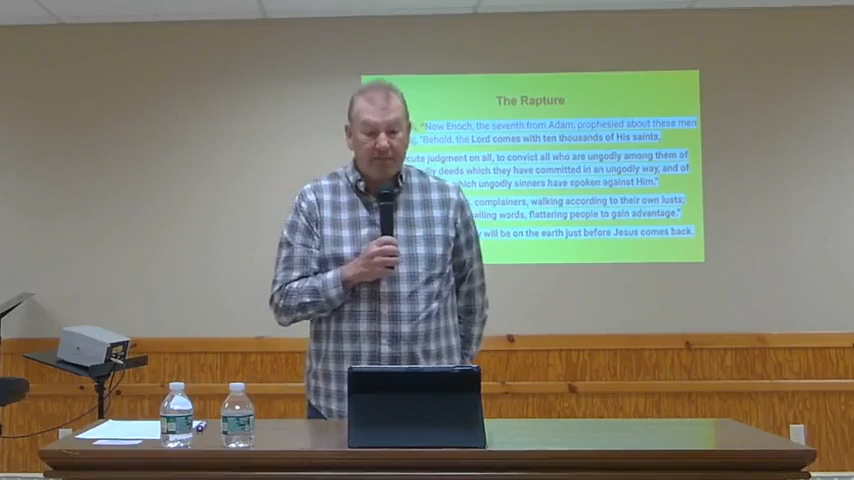 The Rapture
"Now Enoch, the seventh from Adam, prophesied about these men
"Behold, the Lord comes with ten thousands of His saints,
cute judgment on all, to convict all who are ungodly among them of
deeds which they have committed in an ungodly way, and of
which ungodly sinners have spoken against Him."
complainers, walking according to their own lusts;
elling words, flattering people to gain advantage."
will be on the earth just before Jesus comes back.